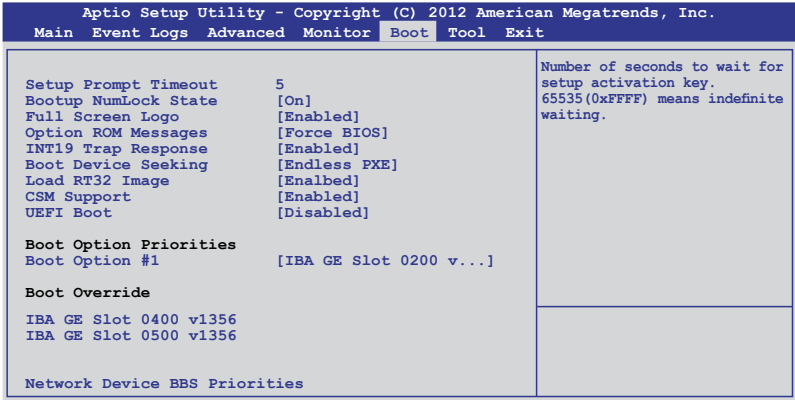 Aptio Setup Utility - Copyright (C) 2012 American Megatrends, Inc.
Main Event Logs Advanced Monitor Boot Tool Exit
Setup Prompt Timeout 5
Bootup NumLock State [On]
Full Screen Logo [Enabled]
Option ROM Messages [Force BIOS]
INT19 Trap Response [Enabled]
Boot Device Seeking [Endless PXE]
Load RT32 Image [Enalbed]
CSM Support [Enabled]
UEFI Boot [Disabled]
Boot Option Priorities
Boot Option #1 [IBA GE Slot 0200 v...]
Boot Override
IBA GE Slot 0400 v1356
IBA GE Slot 0500 v1356
Network Device BBS Priorities
Number of seconds to wait for
setup activation key.
65535(0xFFFF) means indefinite
waiting.